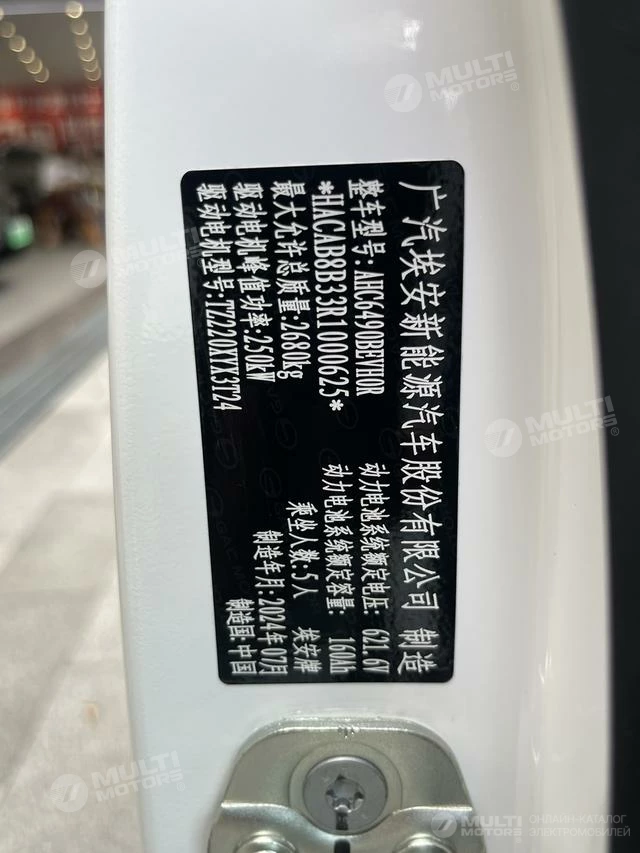 广汽埃安新能源汽车股份有限公司 制造
整车型号:AHC6490BEVH0R 动力电池系统额定电压: 621.6V
*HACAB8B33R1000625* 动力电池系统额定容量: 160Ah
最大允许总质量:2680kg 乘坐人数:5人 埃安牌
驱动电机峰值功率:250kW 制造年月:2024年07月
驱动电机型号:TZ220XYX3T24 制造国:中国
MULTI
MOTORS®
MULTI
MOTORS®
MULTI
MOTORS®
MULTI
MOTORS®
MULTI
MOTORS
ОНЛАЙН-КАТАЛОГ
ЭЛЕКТРОМОБИЛЕЙ